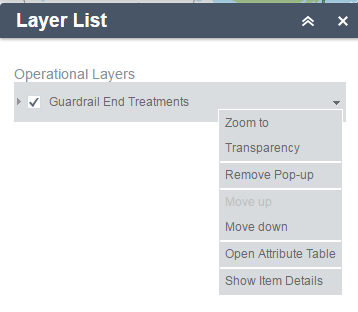 Layer List
Operational Layers
Guardrail End Treatments
Zoom to
Transparency
Remove Pop-up
Move up
Move down
Open Attribute Table
Show Item Details